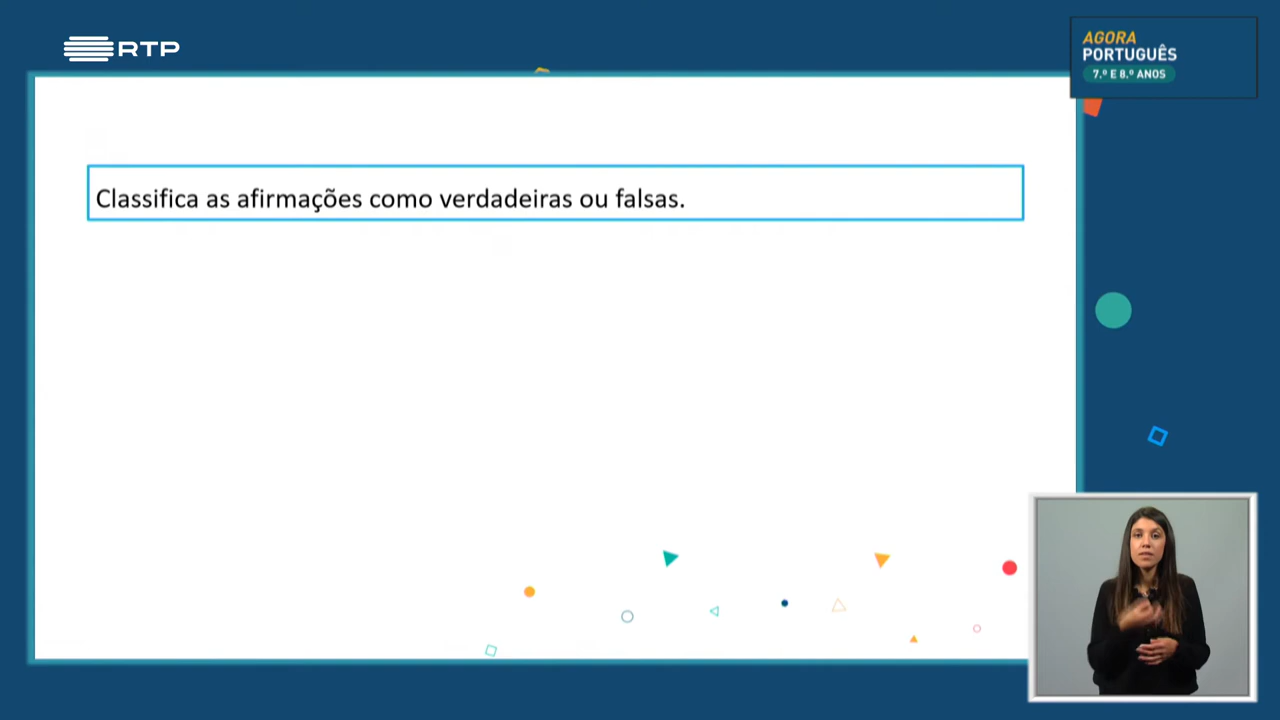 RTP
AGORA
PORTUGUÊS
7.º E 8.º ANOS
Classifica as afirmações como verdadeiras ou falsas.